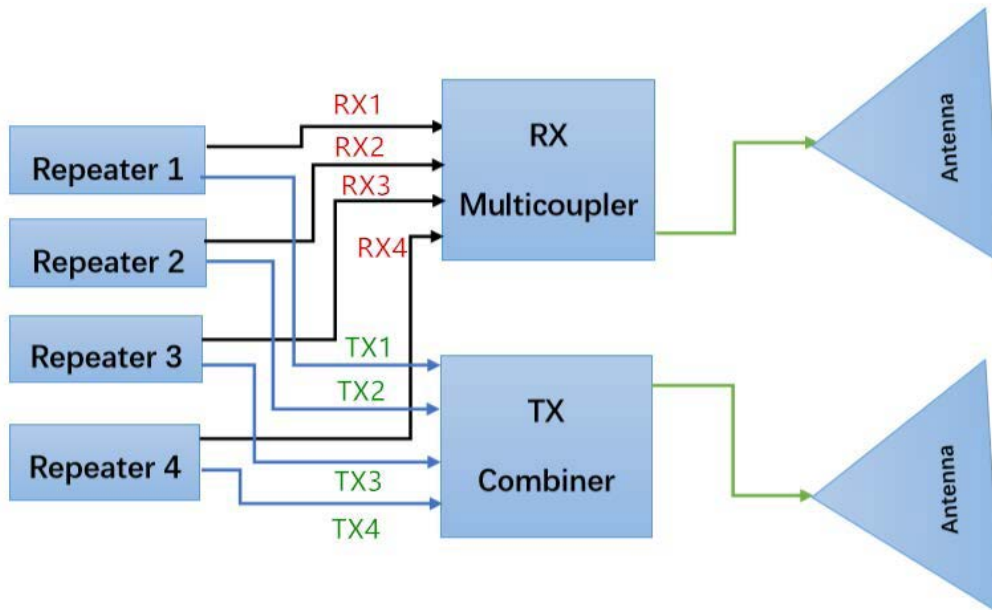 RX1
RX2
RX3
RX4
Repeater 1
Repeater 2
Repeater 3
Repeater 4
TX1
TX2
TX3
TX4
RX
Multicoupler
TX
Combiner
Antenna
Antenna